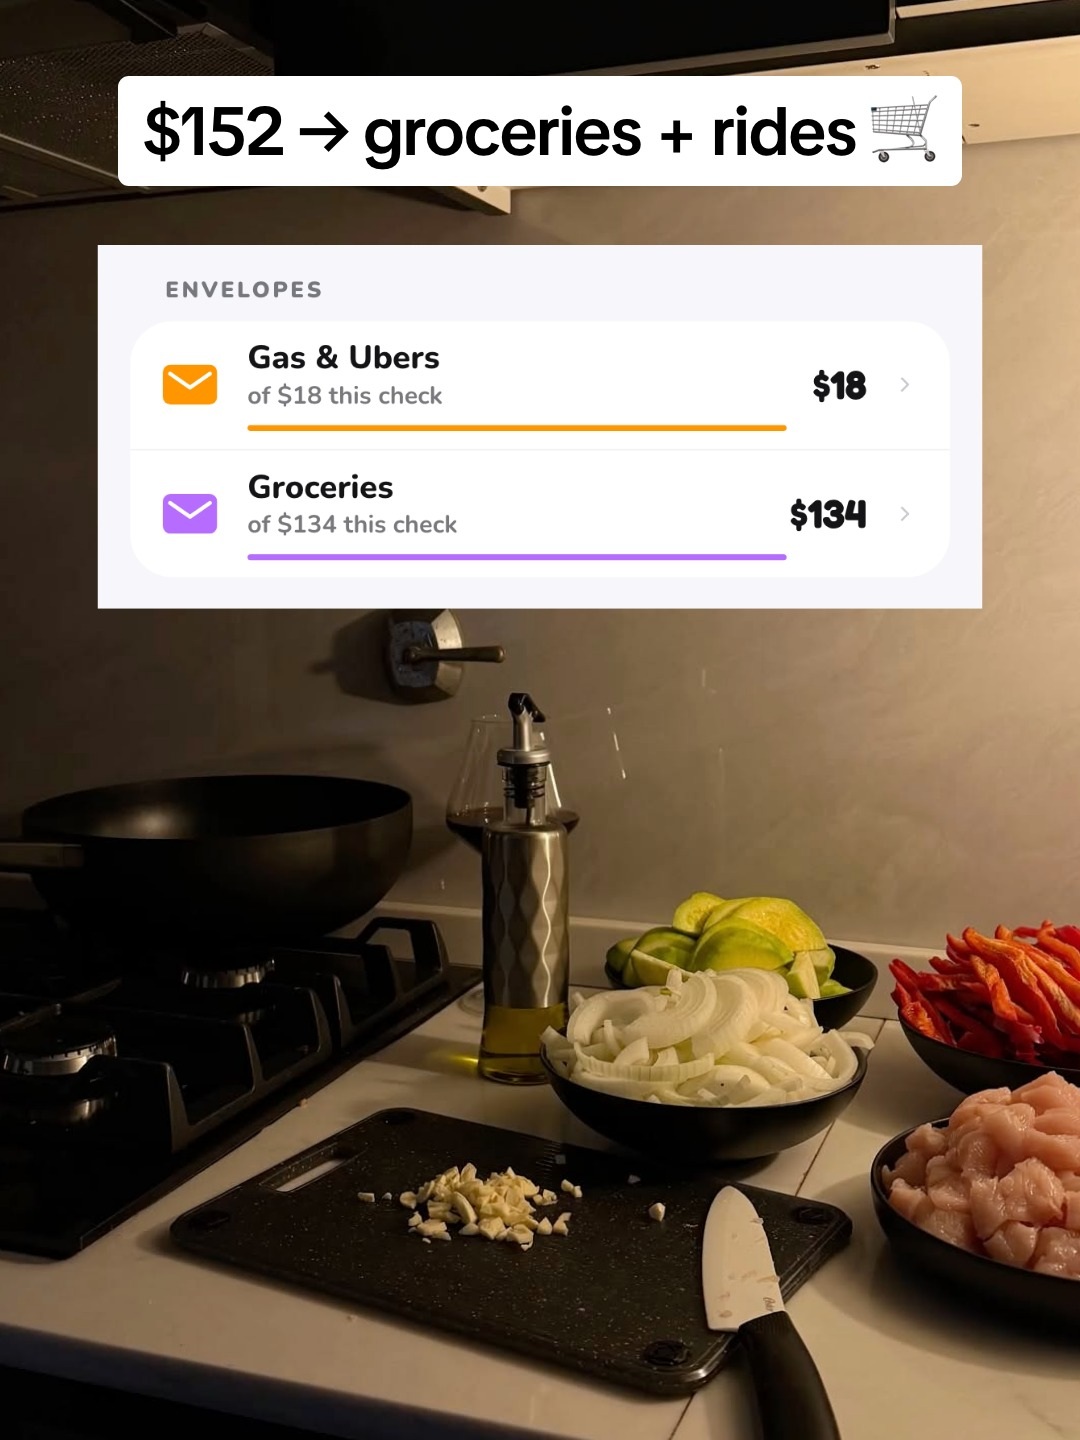 $152 → groceries + rides 🛒
ENVELOPES
Gas & Ubers
of $18 this check
$18
Groceries
of $134 this check
$134